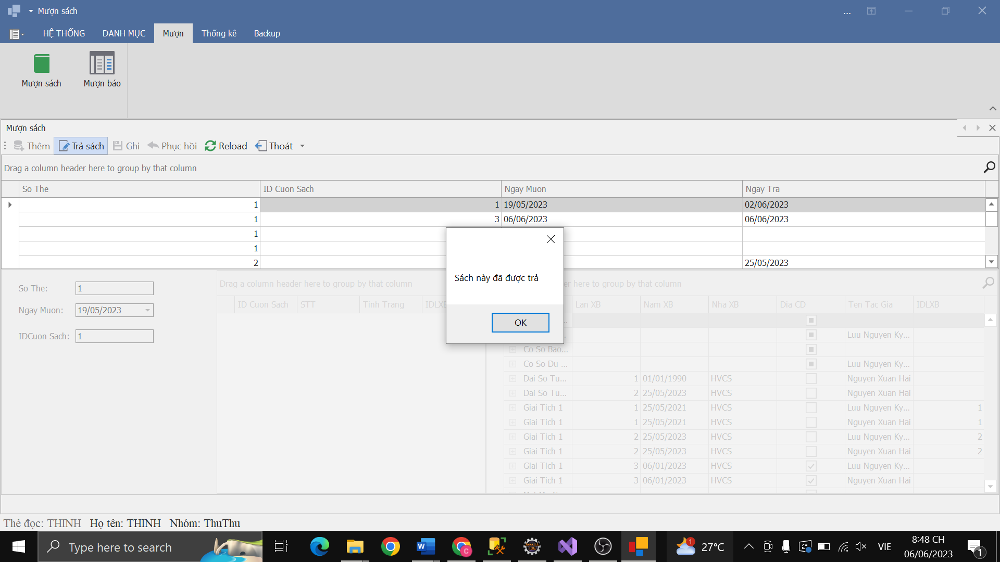 Mượn sách
...
HỆ THỐNG DANH MỤC Mượn Thống kê Backup
Mượn sách Mượn báo
Mượn sách
Thêm Trả sách Ghi Phục hồi Reload Thoát
Drag a column header here to group by that column
So The ID Cuon Sach Ngay Muon Ngay Tra
1 1 19/05/2023 02/06/2023
1 3 06/06/2023 06/06/2023
1
1
2 25/05/2023
Sách này đã được trả
OK
So The: 1
Ngay Muon: 19/05/2023
IDCuon Sach: 1
Drag a column header here to group by that column
ID Cuon Sach STT Tinh Trang
here to group by that column
Lan XB Nam XB Nha XB Dia CD Ten Tac Gia IDLXB
Luu Nguyen Ky...
Co So Bao...
Co So Du ... Luu Nguyen Ky...
Dai So Tu... 1 01/01/1990 HVCS Nguyen Xuan Hai
Dai So Tu... 2 25/05/2023 HVCS Nguyen Xuan Hai
Giai Tich 1 1 25/05/2021 HVCS Luu Nguyen Ky... 1
Giai Tich 1 1 25/05/2021 HVCS Nguyen Xuan Hai 1
Giai Tich 1 2 25/05/2023 HVCS Luu Nguyen Ky... 2
Giai Tich 1 2 25/05/2023 HVCS Nguyen Xuan Hai 2
Giai Tich 1 3 06/01/2023 HVCS Luu Nguyen Ky...
Giai Tich 1 3 06/01/2023 HVCS Nguyen Xuan Hai
Thẻ đọc: THINH Họ tên: THINH Nhóm: ThuThu
Type here to search
1 27°C
VIE
8:48 CH
06/06/2023
1